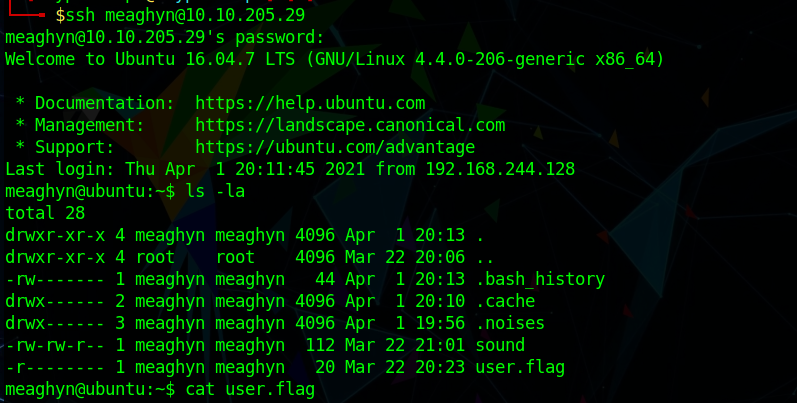 $ssh meaghyn@10.10.205.29
meaghyn@10.10.205.29's password:
Welcome to Ubuntu 16.04.7 LTS (GNU/Linux 4.4.0-206-generic x86_64)
* Documentation:  https://help.ubuntu.com
* Management:     https://landscape.canonical.com
* Support:        https://ubuntu.com/advantage
Last login: Thu Apr  1 20:11:45 2021 from 192.168.244.128
meaghyn@ubuntu:~$ ls -la
total 28
drwxr-xr-x 4 meaghyn meaghyn 4096 Apr  1 20:13 .
drwxr-xr-x 4 root    root    4096 Mar 22 20:06 ..
-rw------- 1 meaghyn meaghyn   44 Apr  1 20:13 .bash_history
drwx------ 2 meaghyn meaghyn 4096 Apr  1 20:10 .cache
drwx------ 3 meaghyn meaghyn 4096 Apr  1 19:56 .noises
-rw-rw-r-- 1 meaghyn meaghyn  112 Mar 22 21:01 sound
-r-------- 1 meaghyn meaghyn   20 Mar 22 20:23 user.flag
meaghyn@ubuntu:~$ cat user.flag